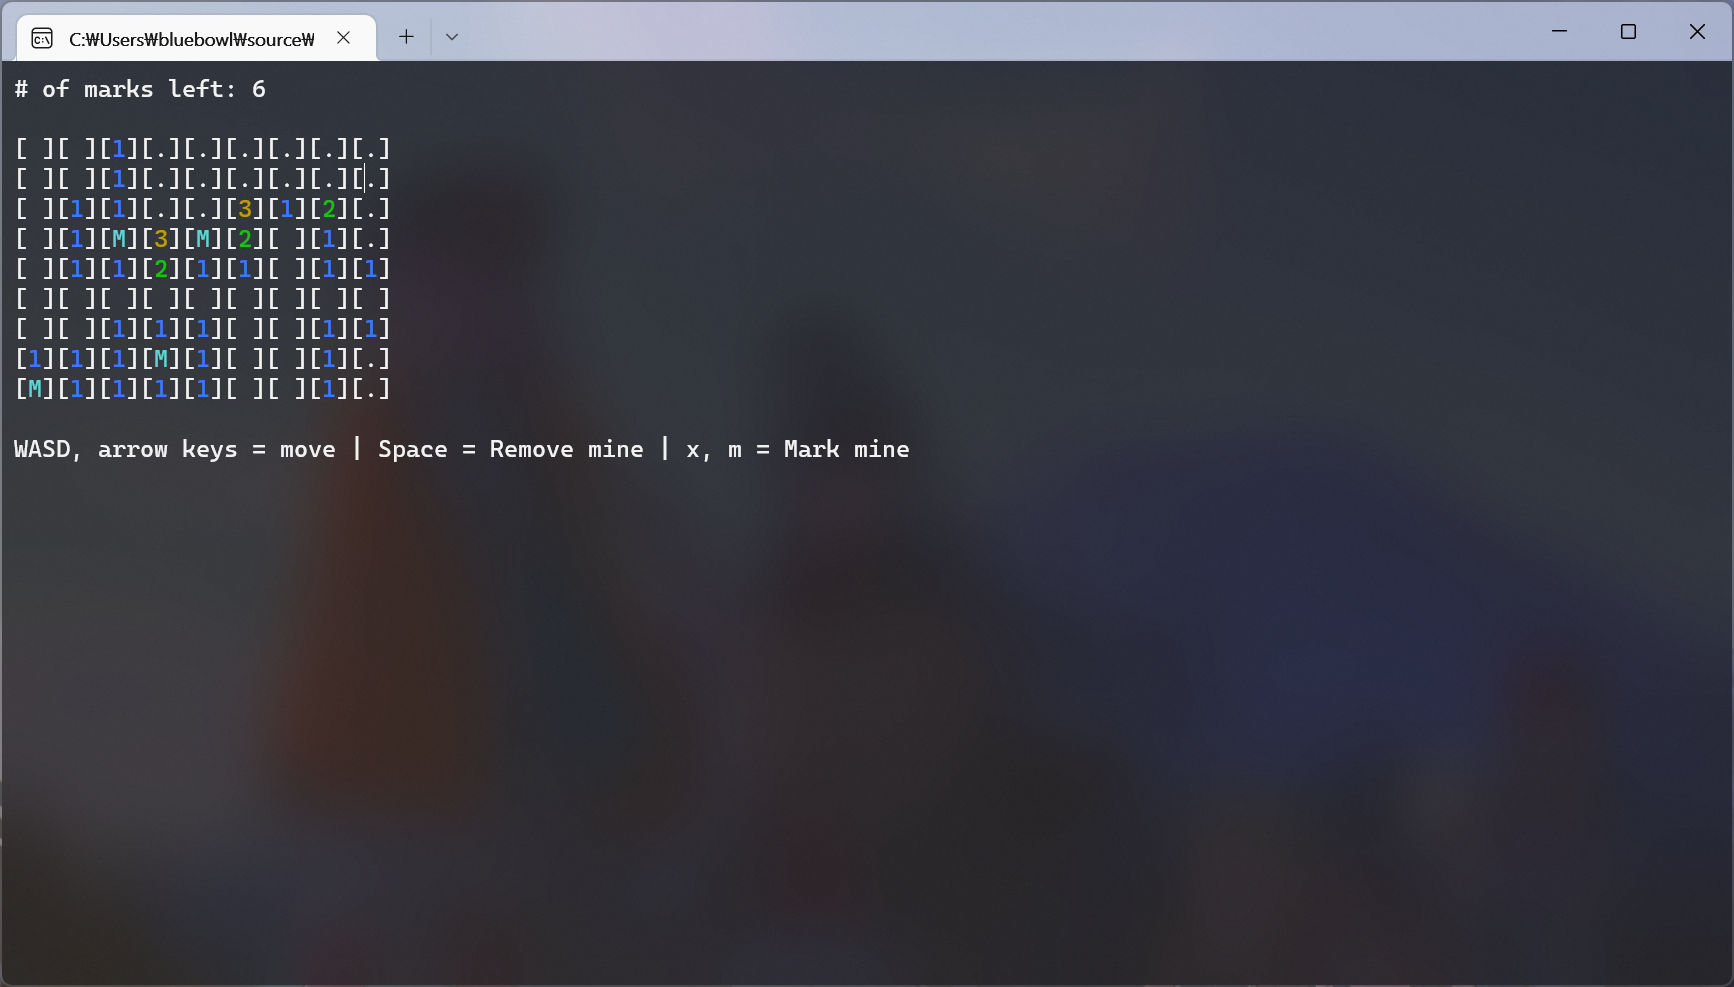 C:₩Users₩bluebowl₩source₩
# of marks left: 6
[ ][ ][1][.][.][.][.][.][.]
[ ][ ][1][.][.][.][.][.][.]
[ ][1][1][.][.][3][1][2][.]
[ ][1][M][3][M][2][ ][1][.]
[ ][1][1][2][1][1][ ][1][1]
[ ][ ][ ][ ][ ][ ][ ][ ][ ]
[ ][ ][1][1][1][ ][ ][1][1]
[1][1][1][M][1][ ][ ][1][.]
[M][1][1][1][1][ ][ ][1][.]
WASD, arrow keys = move | Space = Remove mine | x, m = Mark mine